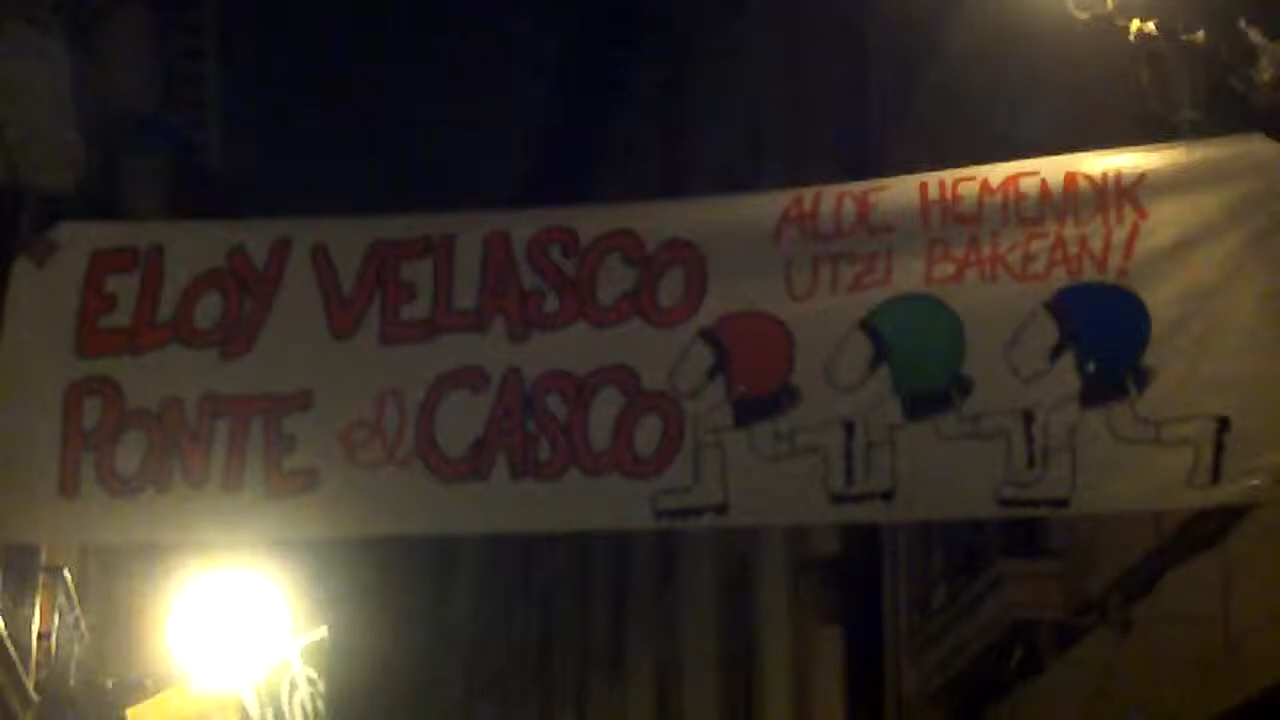 ELOY VELASCO
PONTE el CASCO
ALDE HEMENDIK
UTZI BAKEAN!